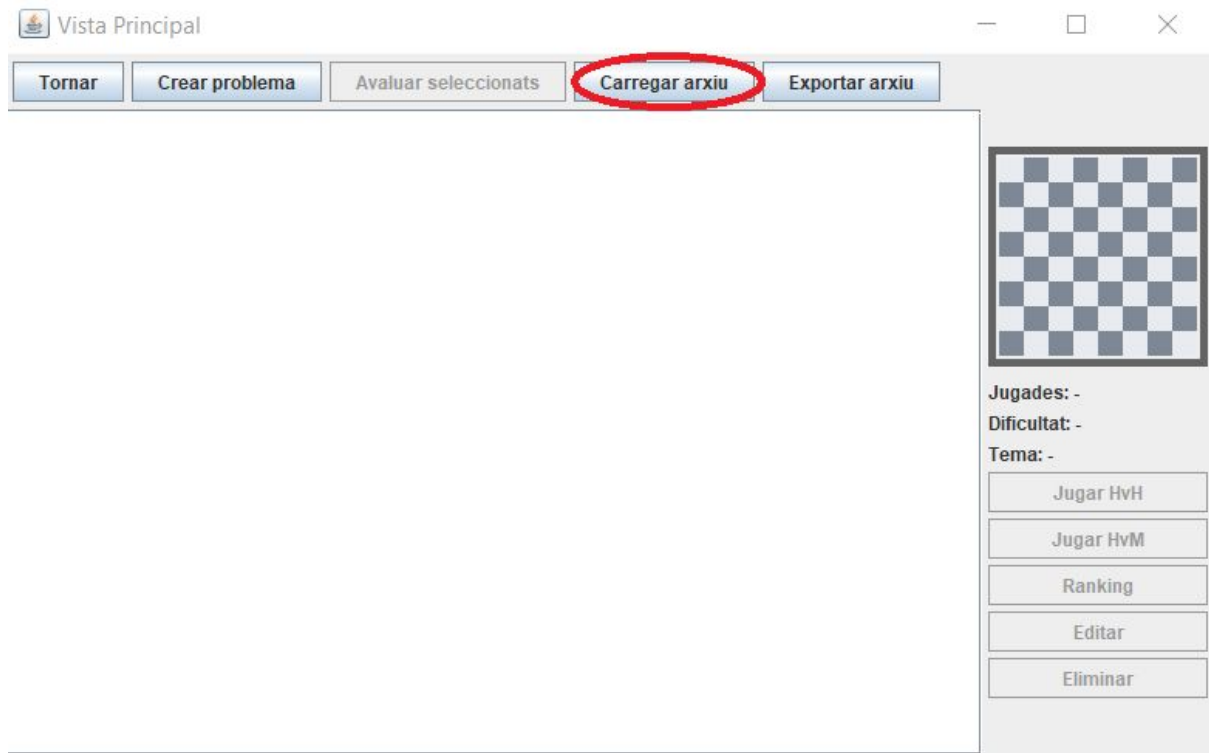 Vista Principal
Tornar Crear problema Avaluar seleccionats Carregar arxiu Exportar arxiu
Jugades: -
Dificultat: -
Tema: -
Jugar HvH
Jugar HvM
Ranking
Editar
Eliminar